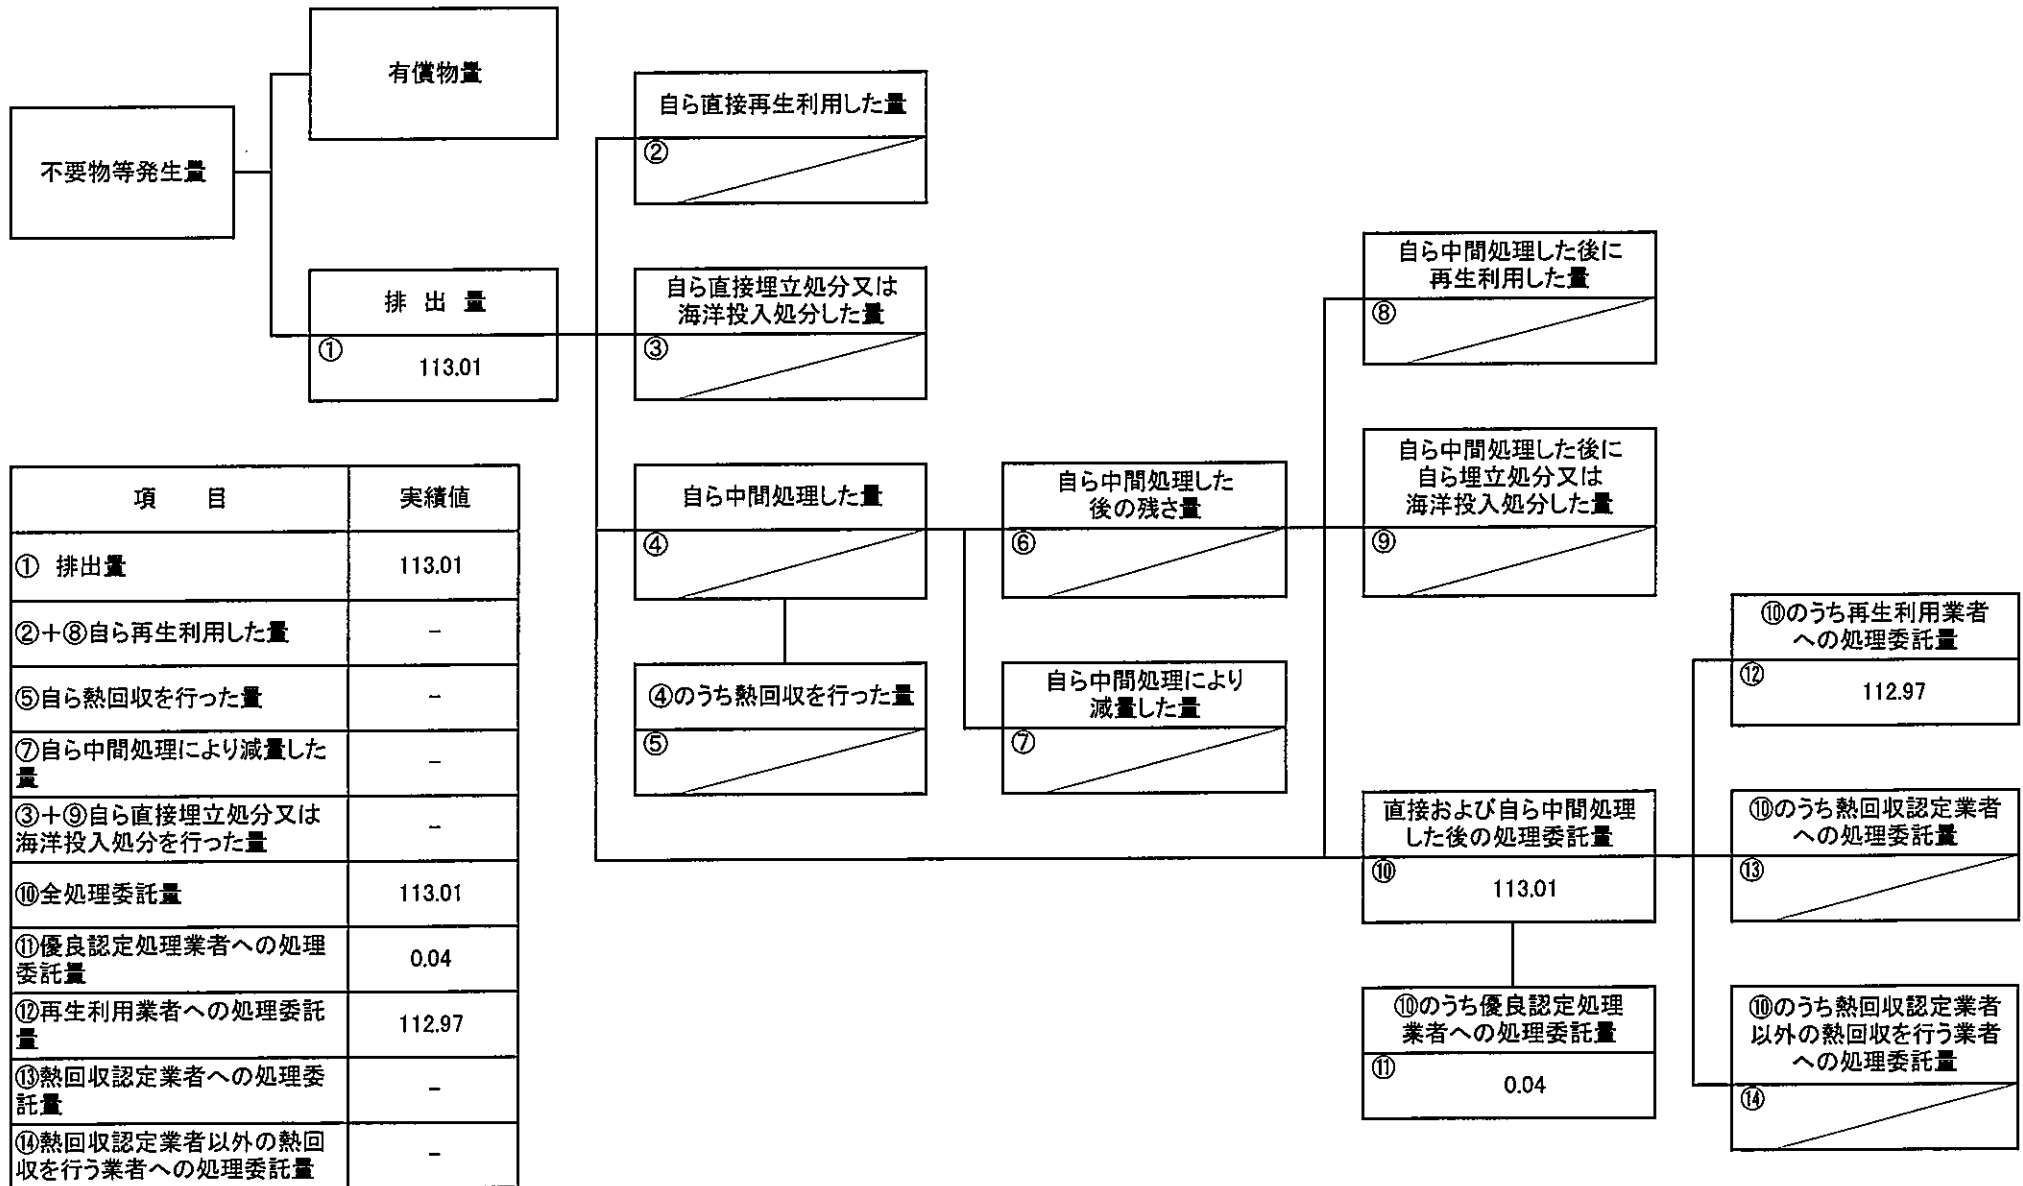 有償物量
不要物等発生量
排 出 量
①
113.01
自ら直接再生利用した量
②
自ら直接埋立処分又は
海洋投入処分した量
③
自ら中間処理した量
④
④のうち熱回収を行った量
⑤
自ら中間処理した
後の残さ量
⑥
自ら中間処理により
減量した量
⑦
自ら中間処理した後に
再生利用した量
⑧
自ら中間処理した後に
自ら埋立処分又は
海洋投入処分した量
⑨
直接および自ら中間処理
した後の処理委託量
⑩
113.01
⑩のうち優良認定処理
業者への処理委託量
⑪
0.04
⑩のうち再生利用業者
への処理委託量
⑫
112.97
⑩のうち熱回収認定業者
への処理委託量
⑬
⑩のうち熱回収認定業者
以外の熱回収を行う業者
への処理委託量
⑭
項 目 実績値
① 排出量 113.01
②＋⑧自ら再生利用した量 −
⑤自ら熱回収を行った量 −
⑦自ら中間処理により減量した
量 −
③＋⑨自ら直接埋立処分又は
海洋投入処分を行った量 −
⑩全処理委託量 113.01
⑪優良認定処理業者への処理
委託量 0.04
⑫再生利用業者への処理委託
量 112.97
⑬熱回収認定業者への処理委
託量 −
⑭熱回収認定業者以外の熱回
収を行う業者への処理委託量 −